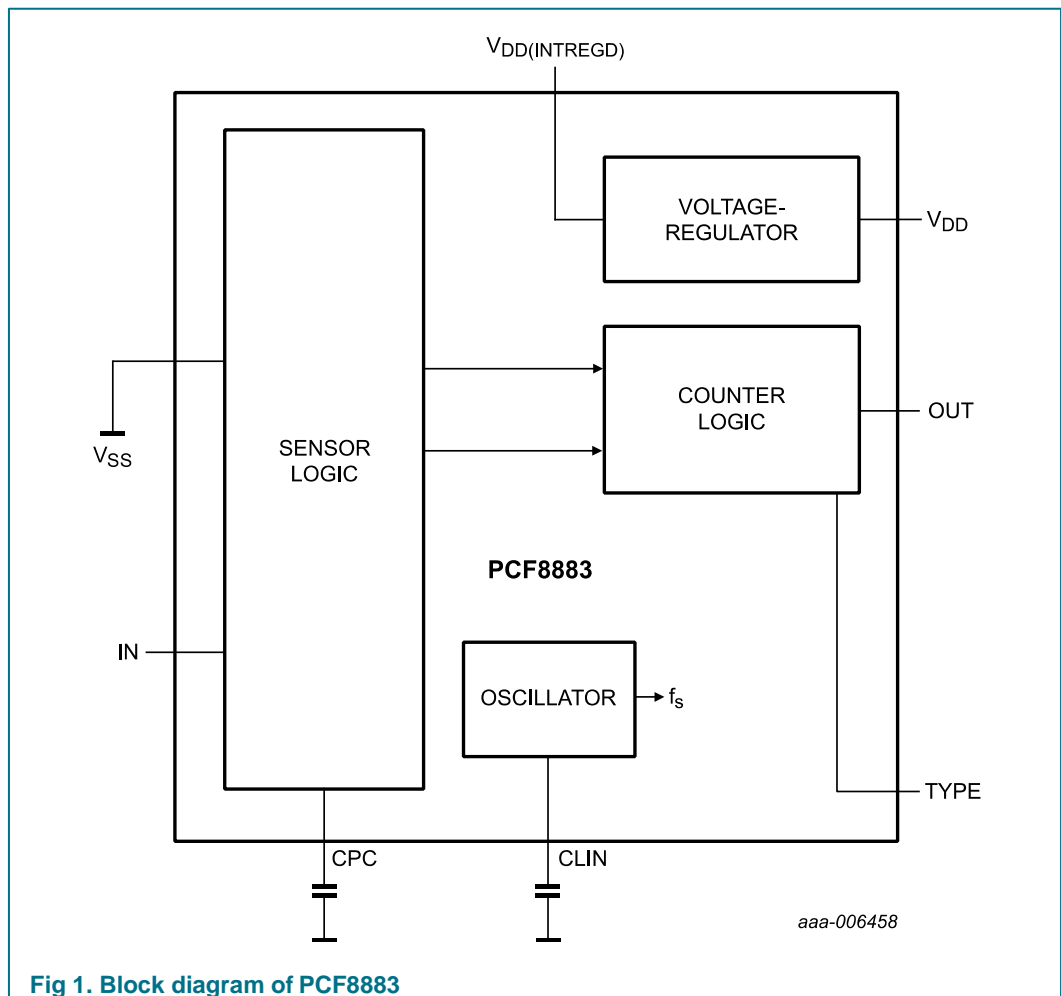 VDD(INTREGD)
VOLTAGE-
REGULATOR
VDD
COUNTER
LOGIC
OUT
VSS
SENSOR
LOGIC
PCF8883
IN
OSCILLATOR
fs
TYPE
CPC
CLIN
aaa-006458
Fig 1. Block diagram of PCF8883